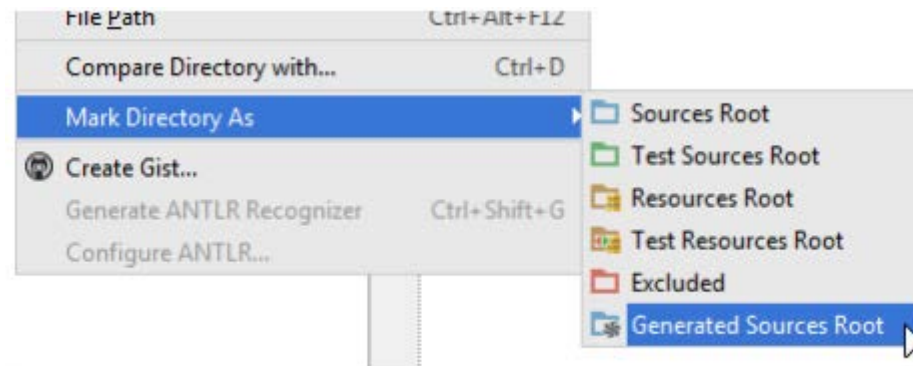 File Path Ctrl+Alt+F12
Compare Directory with... Ctrl+D
Mark Directory As
Create Gist...
Generate ANTLR Recognizer Ctrl+Shift+G
Configure ANTLR...
Sources Root
Test Sources Root
Resources Root
Test Resources Root
Excluded
Generated Sources Root